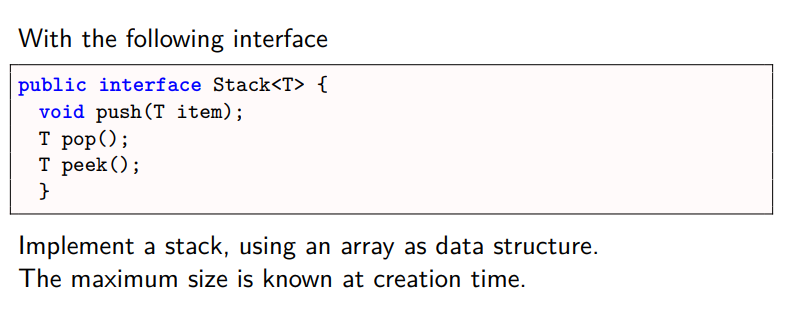 With the following interface
public interface Stack<T> {
void push(T item);
T pop();
T peek();
}
Implement a stack, using an array as data structure.
The maximum size is known at creation time.